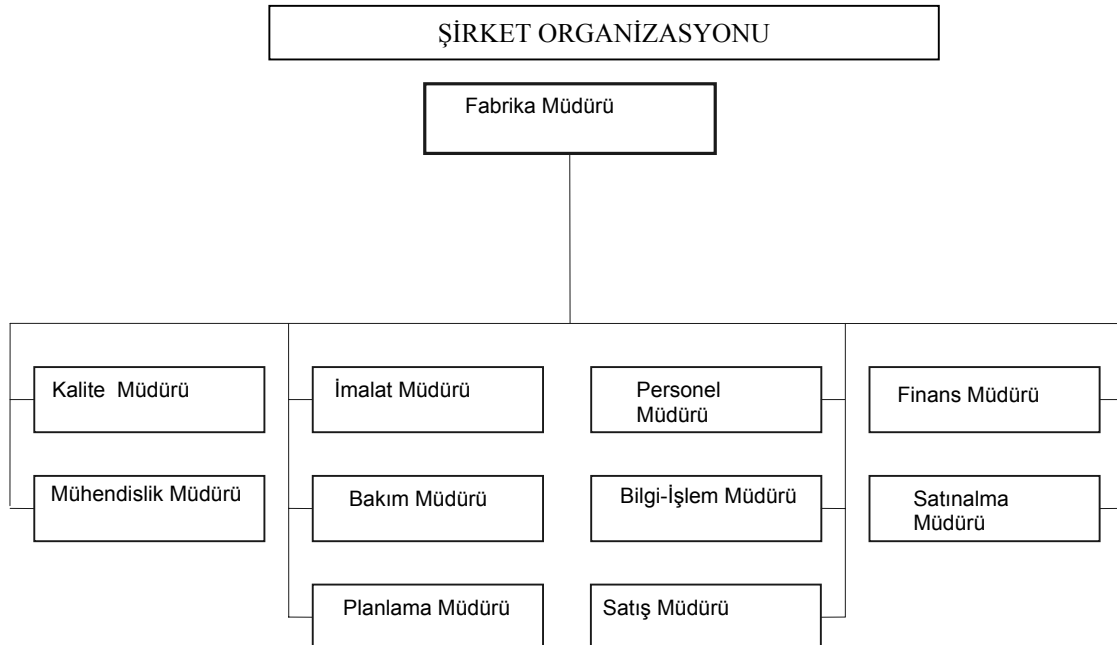 ŞİRKET ORGANİZASYONU
Fabrika Müdürü
Kalite Müdürü
İmalat Müdürü
Personel
Müdürü
Finans Müdürü
Mühendislik Müdürü
Bakım Müdürü
Bilgi-İşlem Müdürü
Satınalma
Müdürü
Planlama Müdürü
Satış Müdürü